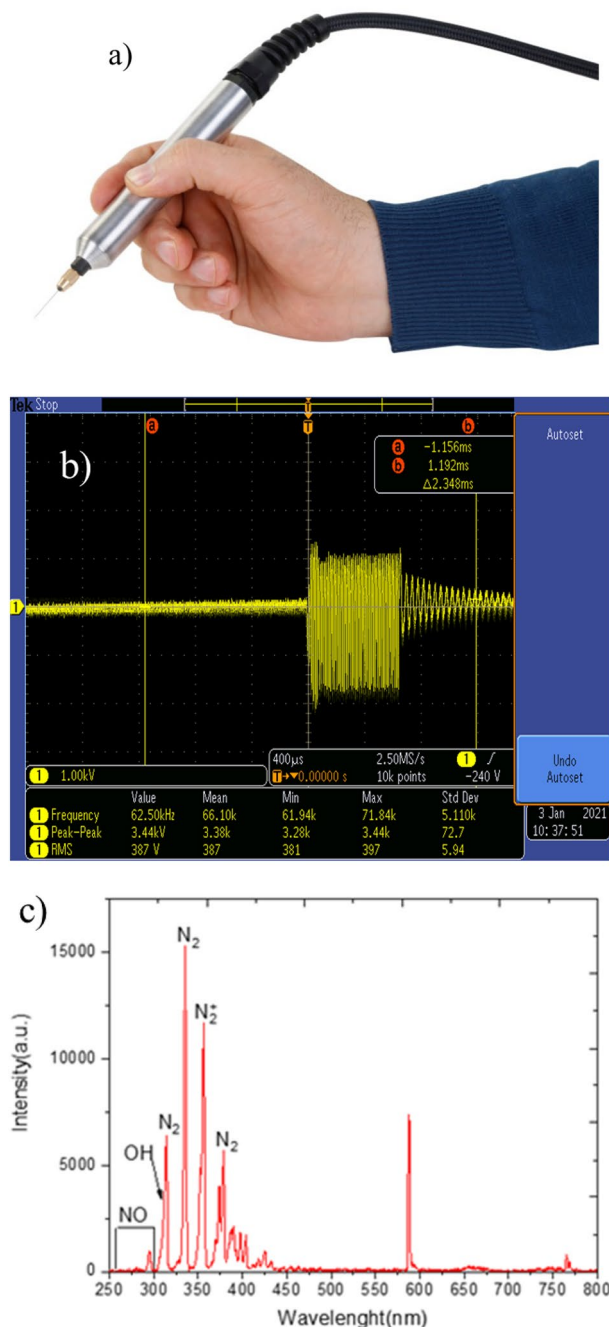 a)
Tek Stop
a
T
b
Autoset
b)
a -1.156ms
b 1.192ms
Δ2.348ms
1
400µs 2.50MS/s 1
1 1.00kV
T→▼0.00000 s 10k points -240 V
Undo
Autoset
Value Mean Min Max Std Dev
1 Frequency 62.50kHz 66.10k 61.94k 71.84k 5.110k
1 Peak-Peak 3.44kV 3.38k 3.28k 3.44k 72.7
1 RMS 387 V 387 381 397 5.94
3 Jan 2021
10:37:51
c)
15000
10000
5000
0
Intensity(a.u.)
N₂
N₂⁺
N₂
N₂
OH
NO
250 300 350 400 450 500 550 600 650 700 750 800
Wavelenght(nm)